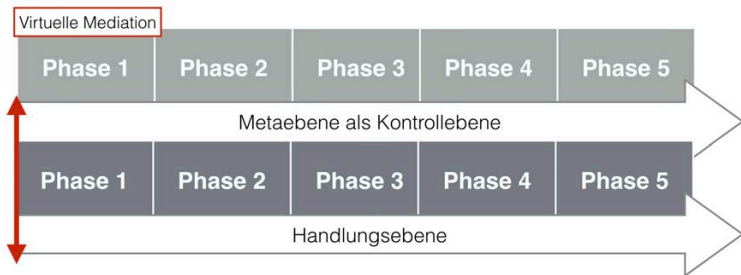 Virtuelle Mediation
Phase 1 Phase 2 Phase 3 Phase 4 Phase 5
Metaebene als Kontrollebene
Phase 1 Phase 2 Phase 3 Phase 4 Phase 5
Handlungsebene